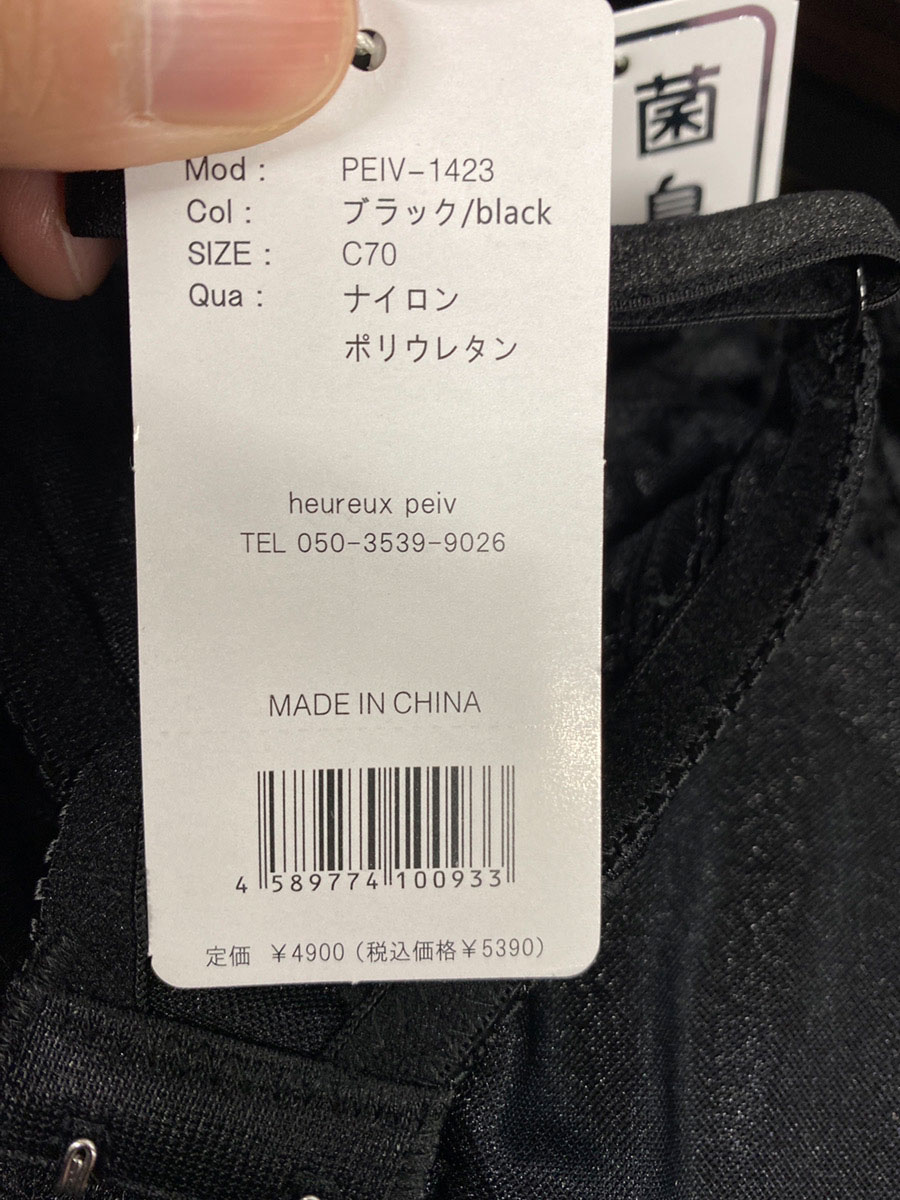 菌
Mod : PEIV-1423
Col : ブラック/black
SIZE : C70
Qua : ナイロン
ポリウレタン
heureux peiv
TEL 050-3539-9026
MADE IN CHINA
4 589774 100933
定価 ¥4900 (税込価格¥5390)